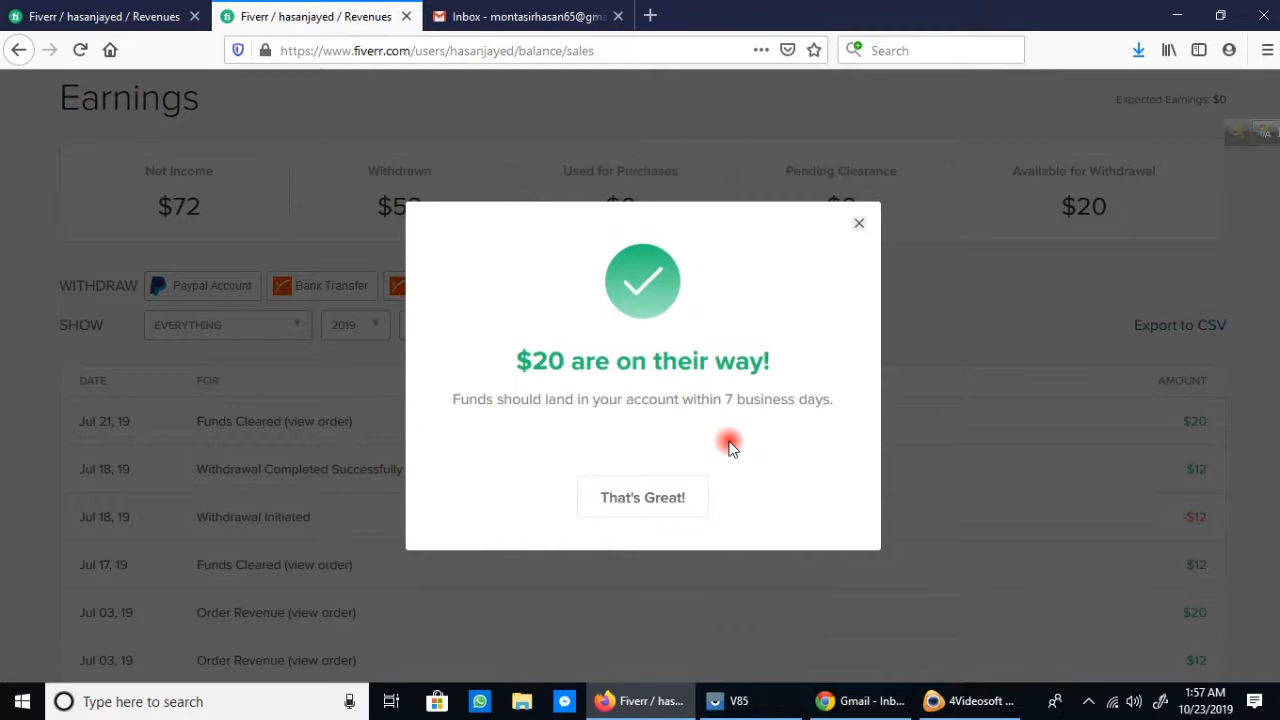 Fiverr / hasanjayed / Revenues
Fiverr / hasanjayed / Revenues
Inbox - montasirhasan65@gma
https://www.fiverr.com/users/hasanjayed/balance/sales
Search
Earnings
Expected Earnings: $0
Net Income
Withdrawn
Used for Purchases
Pending Clearance
Available for Withdrawal
$72
$20
WITHDRAW
Paypal Account
Bank Transfer
SHOW
EVERYTHING
2019
Export to CSV
$20 are on their way!
Funds should land in your account within 7 business days.
That's Great!
DATE
FOR
AMOUNT
Jul 21, 19 Funds Cleared (view order) $20
Jul 18, 19 Withdrawal Completed Successfully $12
Jul 18, 19 Withdrawal Initiated -$12
Jul 17, 19 Funds Cleared (view order) $12
Jul 03, 19 Order Revenue (view order) $20
Jul 03, 19 Order Revenue (view order) $12
Type here to search
Fiverr / has...
V85
Gmail - Inb...
4Videosoft ...
1:57 AM
10/23/2019